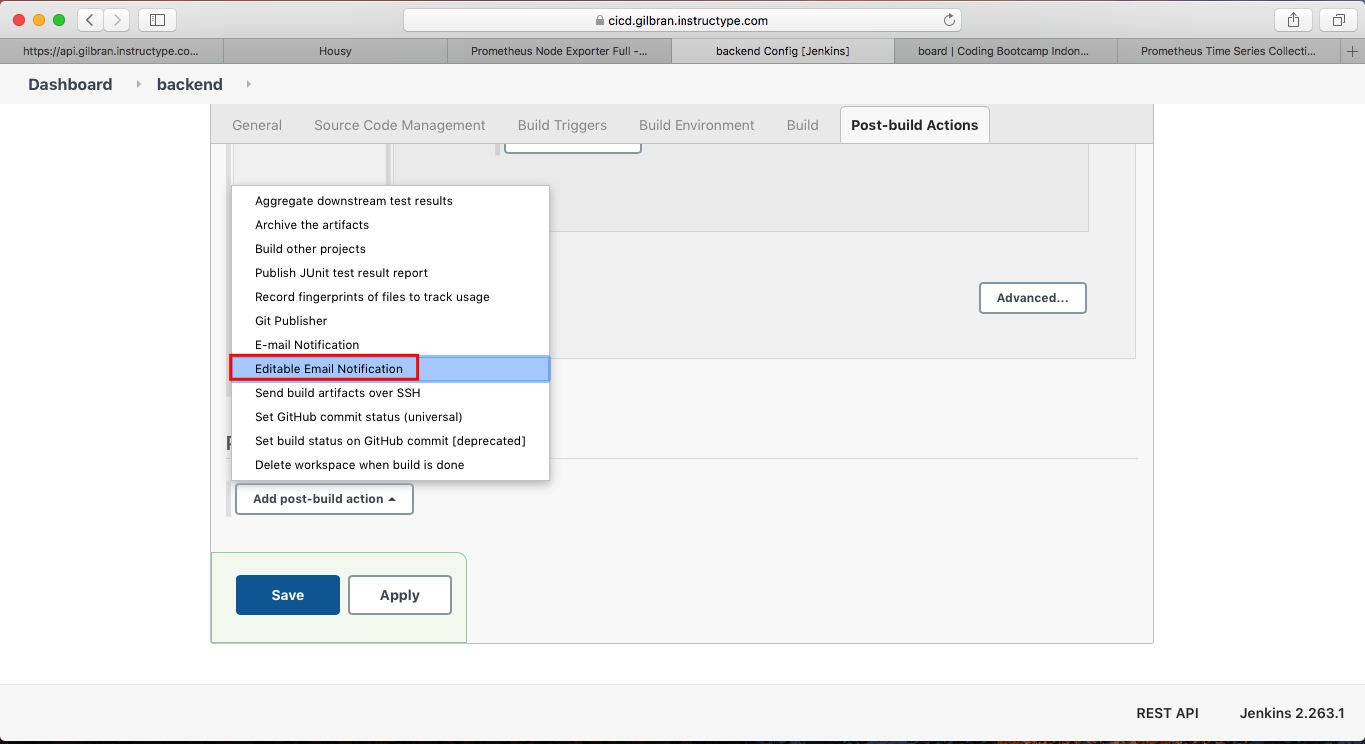 cicd.gilbran.instructype.com
https://api.gilbran.instructype.co...
Housy
Prometheus Node Exporter Full -...
backend Config [Jenkins]
board | Coding Bootcamp Indon...
Prometheus Time Series Collecti...
Dashboard
backend
General
Source Code Management
Build Triggers
Build Environment
Build
Post-build Actions
Aggregate downstream test results
Archive the artifacts
Build other projects
Publish JUnit test result report
Record fingerprints of files to track usage
Git Publisher
E-mail Notification
Editable Email Notification
Send build artifacts over SSH
Set GitHub commit status (universal)
Set build status on GitHub commit [deprecated]
Delete workspace when build is done
Advanced...
Add post-build action
Save
Apply
REST API
Jenkins 2.263.1